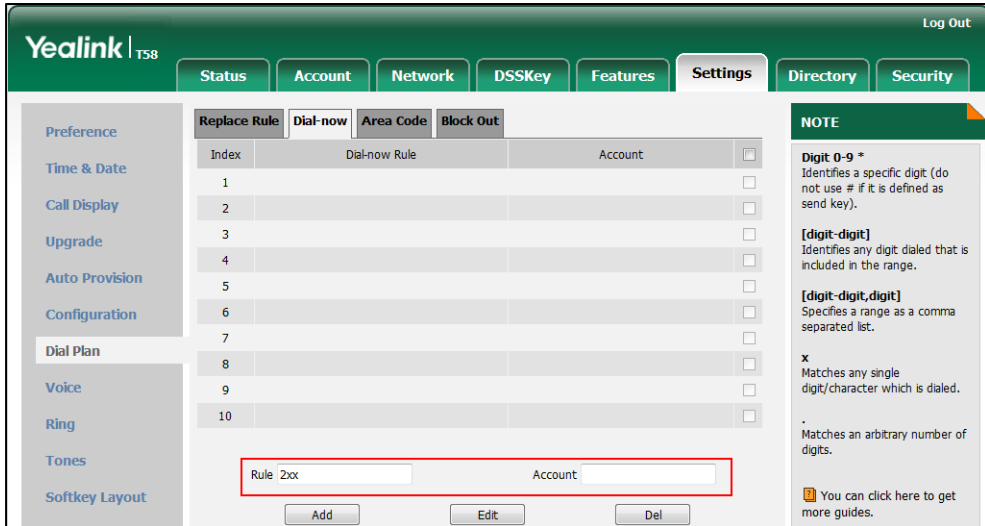 Log Out
Yealink T58
Status Account Network DSSKey Features Settings Directory Security
Preference
Time & Date
Call Display
Upgrade
Auto Provision
Configuration
Dial Plan
Voice
Ring
Tones
Softkey Layout
Replace Rule Dial-now Area Code Block Out
Index Dial-now Rule Account
1
2
3
4
5
6
7
8
9
10
Rule 2xx Account
Add Edit Del
NOTE
Digit 0-9 *
Identifies a specific digit (do
not use # if it is defined as
send key).
[digit-digit]
Identifies any digit dialed that is
included in the range.
[digit-digit,digit]
Specifies a range as a comma
separated list.
x
Matches any single
digit/character which is dialed.
.
Matches an arbitrary number of
digits.
You can click here to get
more guides.